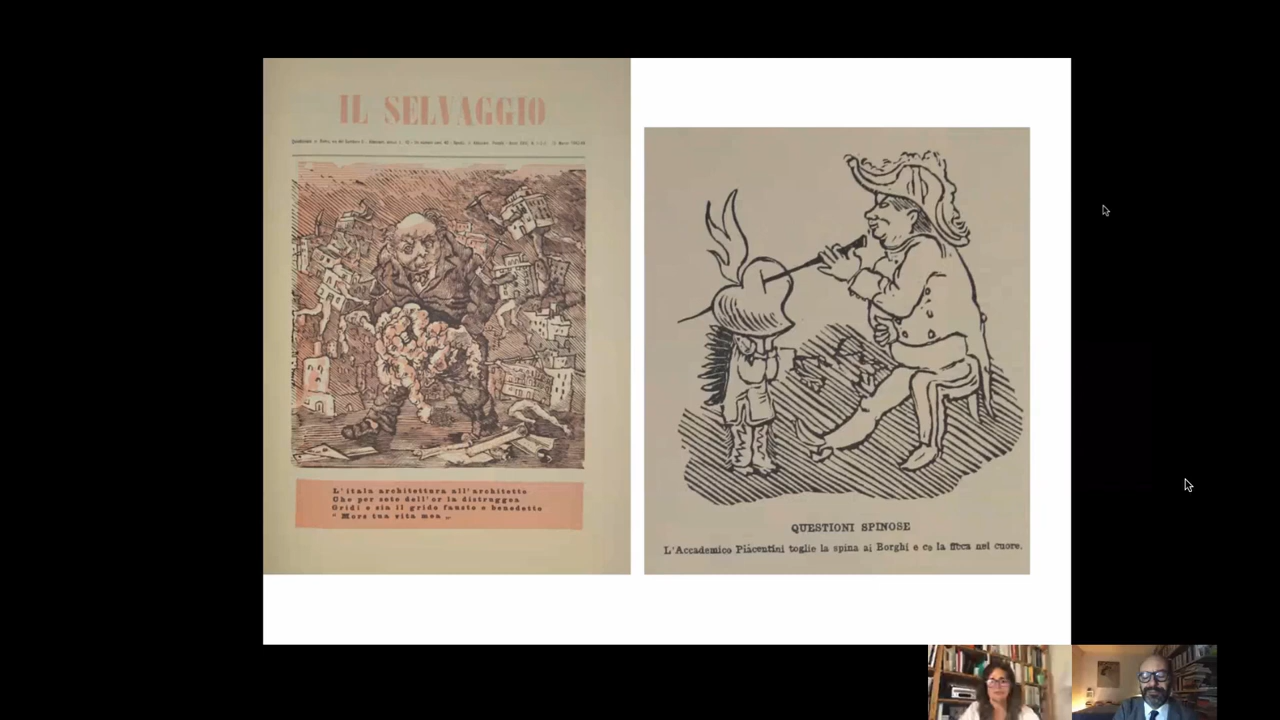 IL SELVAGGIO
L'itala architettura all'architetto
Che per sete dell'or la distruggea
Gridi e sia il grido fausto e benedetto
“ Mors tua vita mea „
QUESTIONI SPINOSE
L'Accademico Piacentini toglie la spina ai Borghi e ce la ficca nel cuore.